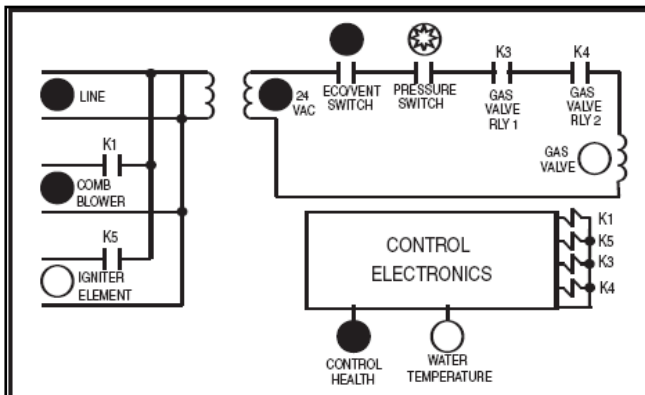 K3
K4
LINE
24
VAC
ECO/VENT
SWITCH
PRESSURE
SWITCH
GAS
VALVE
RLY 1
GAS
VALVE
RLY 2
K1
COMB
BLOWER
GAS
VALVE
K5
IGNITER
ELEMENT
CONTROL
ELECTRONICS
K1
K5
K3
K4
CONTROL
HEALTH
WATER
TEMPERATURE